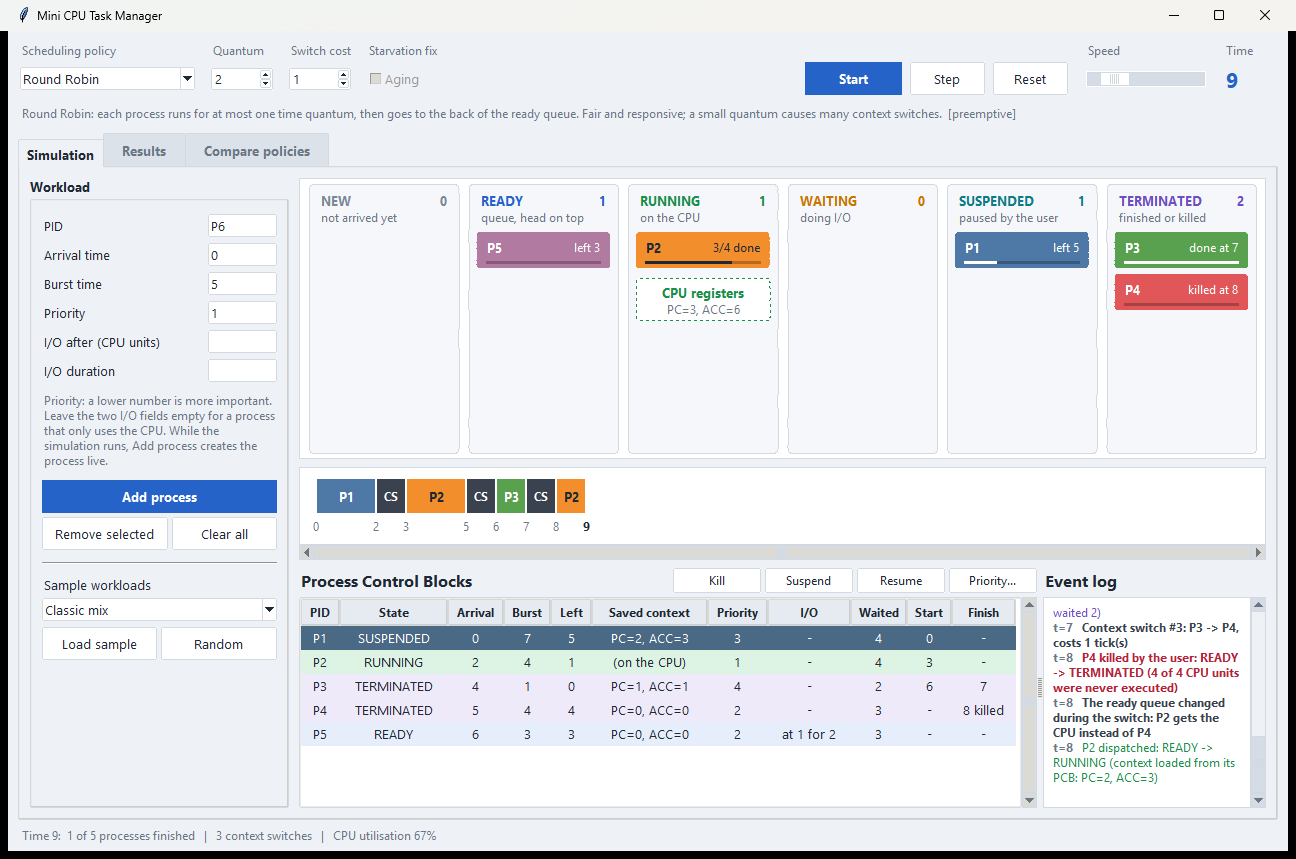 Mini CPU Task Manager
Scheduling policy Quantum Switch cost Starvation fix Speed Time
Round Robin 2 1 Aging Start Step Reset 9
Round Robin: each process runs for at most one time quantum, then goes to the back of the ready queue. Fair and responsive; a small quantum causes many context switches. [preemptive]
Simulation Results Compare policies
Workload
PID P6
Arrival time 0
Burst time 5
Priority 1
I/O after (CPU units)
I/O duration
Priority: a lower number is more important.
Leave the two I/O fields empty for a process
that only uses the CPU. While the
simulation runs, Add process creates the
process live.
Add process
Remove selected Clear all
Sample workloads
Classic mix
Load sample Random
NEW 0
not arrived yet
READY 1
queue, head on top
P5 left 3
RUNNING 1
on the CPU
P2 3/4 done
CPU registers
PC=3, ACC=6
WAITING 0
doing I/O
SUSPENDED 1
paused by the user
P1 left 5
TERMINATED 2
finished or killed
P3 done at 7
P4 killed at 8
P1 CS P2 CS P3 CS P2
0 2 3 5 6 7 8 9
Process Control Blocks Kill Suspend Resume Priority...
PID State Arrival Burst Left Saved context Priority I/O Waited Start Finish
P1 SUSPENDED 0 7 5 PC=2, ACC=3 3 - 4 0 -
P2 RUNNING 2 4 1 (on the CPU) 1 - 4 3 -
P3 TERMINATED 4 1 0 PC=1, ACC=1 4 - 2 6 7
P4 TERMINATED 5 4 4 PC=0, ACC=0 2 - 3 - 8 killed
P5 READY 6 3 3 PC=0, ACC=0 2 at 1 for 2 3 - -
Event log
waited 2)
t=7 Context switch #3: P3 -> P4,
costs 1 tick(s)
t=8 P4 killed by the user: READY
-> TERMINATED (4 of 4 CPU units
were never executed)
t=8 The ready queue changed
during the switch: P2 gets the
CPU instead of P4
t=8 P2 dispatched: READY ->
RUNNING (context loaded from its
PCB: PC=2, ACC=3)
Time 9: 1 of 5 processes finished | 3 context switches | CPU utilisation 67%